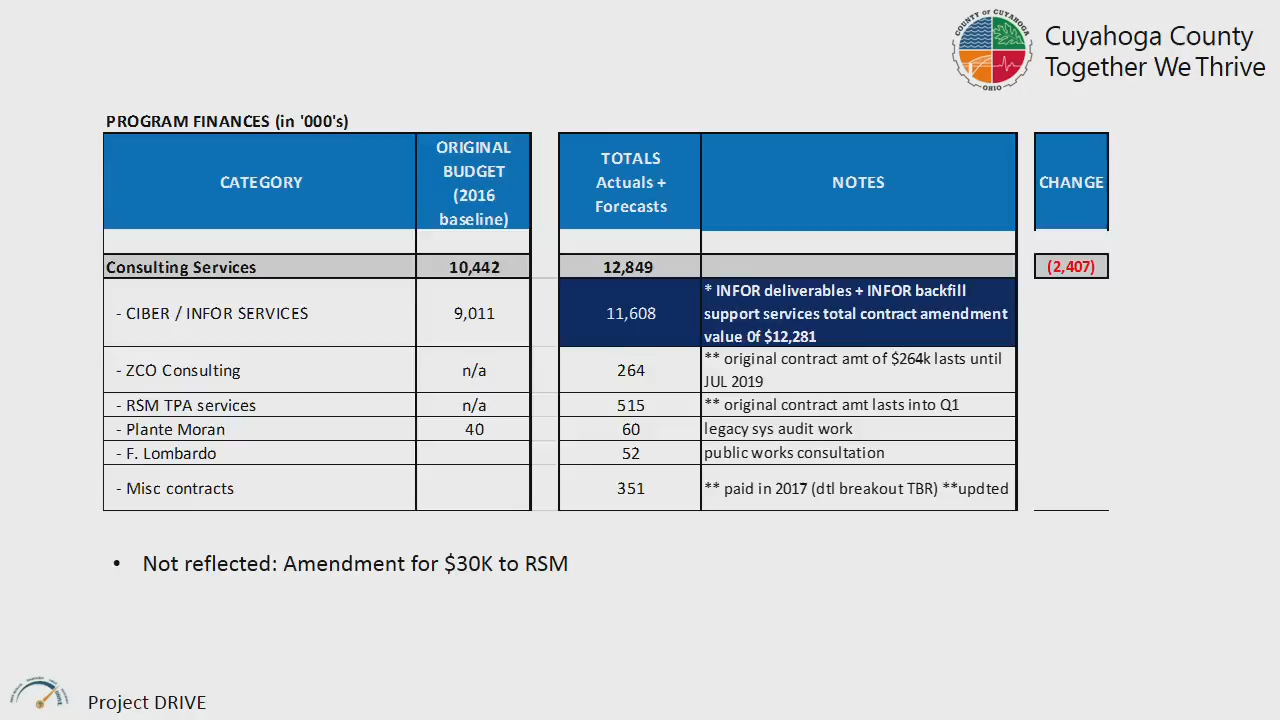 COUNTY OF CUYAHOGA
OHIO
Cuyahoga County
Together We Thrive
PROGRAM FINANCES (in '000's)
CATEGORY
ORIGINAL
BUDGET
(2016
baseline)
TOTALS
Actuals +
Forecasts
NOTES
CHANGE
Consulting Services 10,442 12,849 (2,407)
- CIBER / INFOR SERVICES 9,011 11,608
* INFOR deliverables + INFOR backfill
support services total contract amendment
value 0f $12,281
- ZCO Consulting n/a 264
** original contract amt of $264k lasts until
JUL 2019
- RSM TPA services n/a 515 ** original contract amt lasts into Q1
- Plante Moran 40 60 legacy sys audit work
- F. Lombardo 52 public works consultation
- Misc contracts 351 ** paid in 2017 (dtl breakout TBR) **updted
• Not reflected: Amendment for $30K to RSM
Project DRIVE